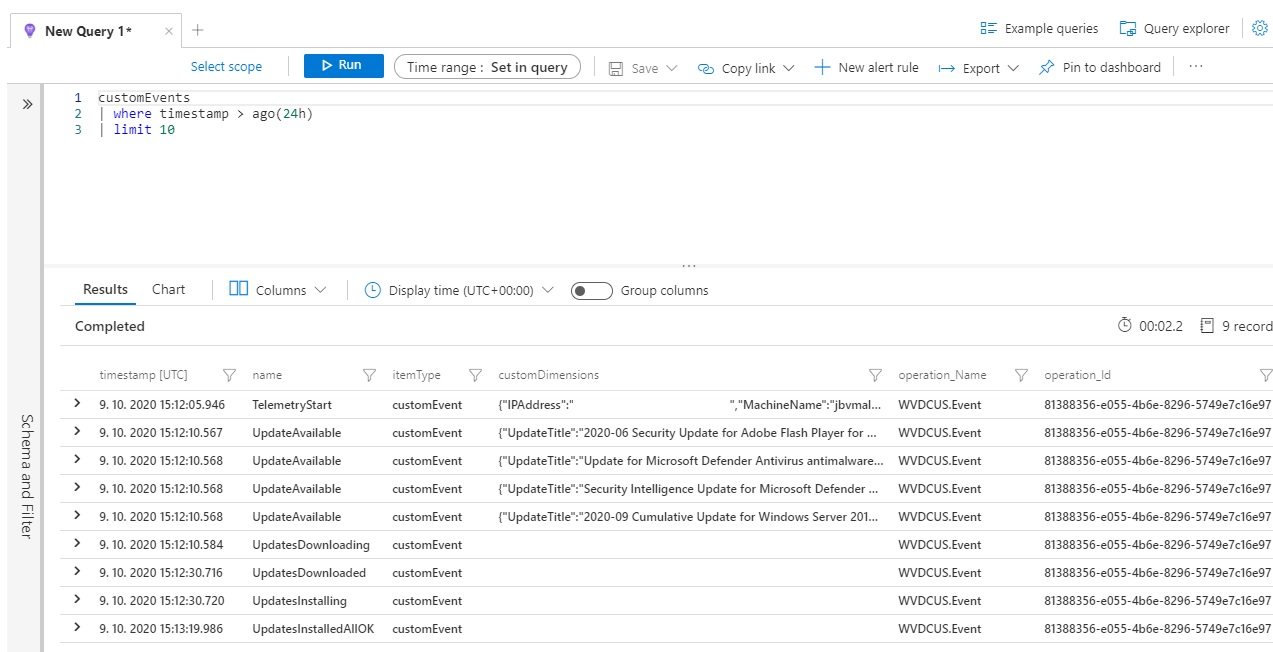 New Query 1*
Example queries Query explorer
Select scope Run Time range : Set in query Save Copy link New alert rule Export Pin to dashboard ...
1 customEvents
2 | where timestamp > ago(24h)
3 | limit 10
Results Chart Columns Display time (UTC+00:00) Group columns
Completed 00:02.2 9 record
timestamp [UTC] name itemType customDimensions operation_Name operation_Id
9. 10. 2020 15:12:05.946 TelemetryStart customEvent {"IPAddress":" ","MachineName":"jbvmal... WVDCUS.Event 81388356-e055-4b6e-8296-5749e7c16e97
9. 10. 2020 15:12:10.567 UpdateAvailable customEvent {"UpdateTitle":"2020-06 Security Update for Adobe Flash Player for ... WVDCUS.Event 81388356-e055-4b6e-8296-5749e7c16e97
9. 10. 2020 15:12:10.568 UpdateAvailable customEvent {"UpdateTitle":"Update for Microsoft Defender Antivirus antimalware... WVDCUS.Event 81388356-e055-4b6e-8296-5749e7c16e97
9. 10. 2020 15:12:10.568 UpdateAvailable customEvent {"UpdateTitle":"Security Intelligence Update for Microsoft Defender ... WVDCUS.Event 81388356-e055-4b6e-8296-5749e7c16e97
9. 10. 2020 15:12:10.568 UpdateAvailable customEvent {"UpdateTitle":"2020-09 Cumulative Update for Windows Server 201... WVDCUS.Event 81388356-e055-4b6e-8296-5749e7c16e97
9. 10. 2020 15:12:10.584 UpdatesDownloading customEvent WVDCUS.Event 81388356-e055-4b6e-8296-5749e7c16e97
9. 10. 2020 15:12:30.716 UpdatesDownloaded customEvent WVDCUS.Event 81388356-e055-4b6e-8296-5749e7c16e97
9. 10. 2020 15:12:30.720 UpdatesInstalling customEvent WVDCUS.Event 81388356-e055-4b6e-8296-5749e7c16e97
9. 10. 2020 15:13:19.986 UpdatesInstalledAllOK customEvent WVDCUS.Event 81388356-e055-4b6e-8296-5749e7c16e97
Schema and Filter